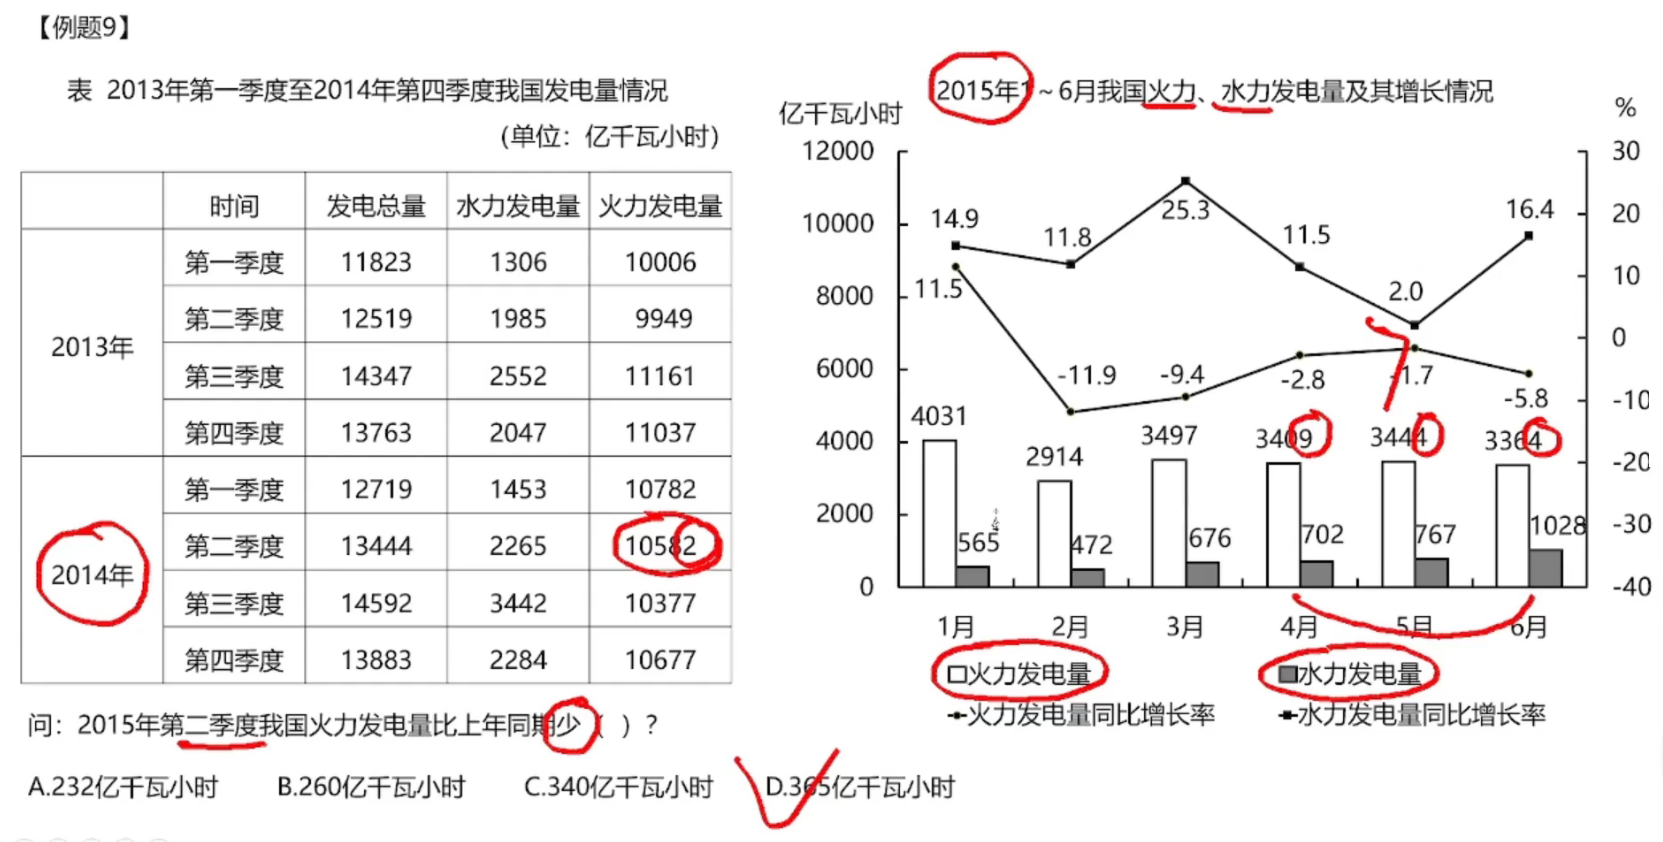 【例题9】
表 2013年第一季度至2014年第四季度我国发电量情况
(单位：亿千瓦小时)
时间 发电总量 水力发电量 火力发电量
2013年
第一季度 11823 1306 10006
第二季度 12519 1985 9949
第三季度 14347 2552 11161
第四季度 13763 2047 11037
2014年
第一季度 12719 1453 10782
第二季度 13444 2265 10582
第三季度 14592 3442 10377
第四季度 13883 2284 10677
2015年1～6月我国火力、水力发电量及其增长情况
亿千瓦小时 %
12000 30
10000 20
8000 10
6000 0
4000 -10
2000 -20
0 -30
-40
14.9 11.8 25.3 11.5 2.0 16.4
11.5 -11.9 -9.4 -2.8 -1.7 -5.8
4031 2914 3497 3409 3444 3364
565 472 676 702 767 1028
1月 2月 3月 4月 5月 6月
火力发电量 水力发电量
火力发电量同比增长率 水力发电量同比增长率
问：2015年第二季度我国火力发电量比上年同期少（ ）？
A.232亿千瓦小时 B.260亿千瓦小时 C.340亿千瓦小时 D.365亿千瓦小时